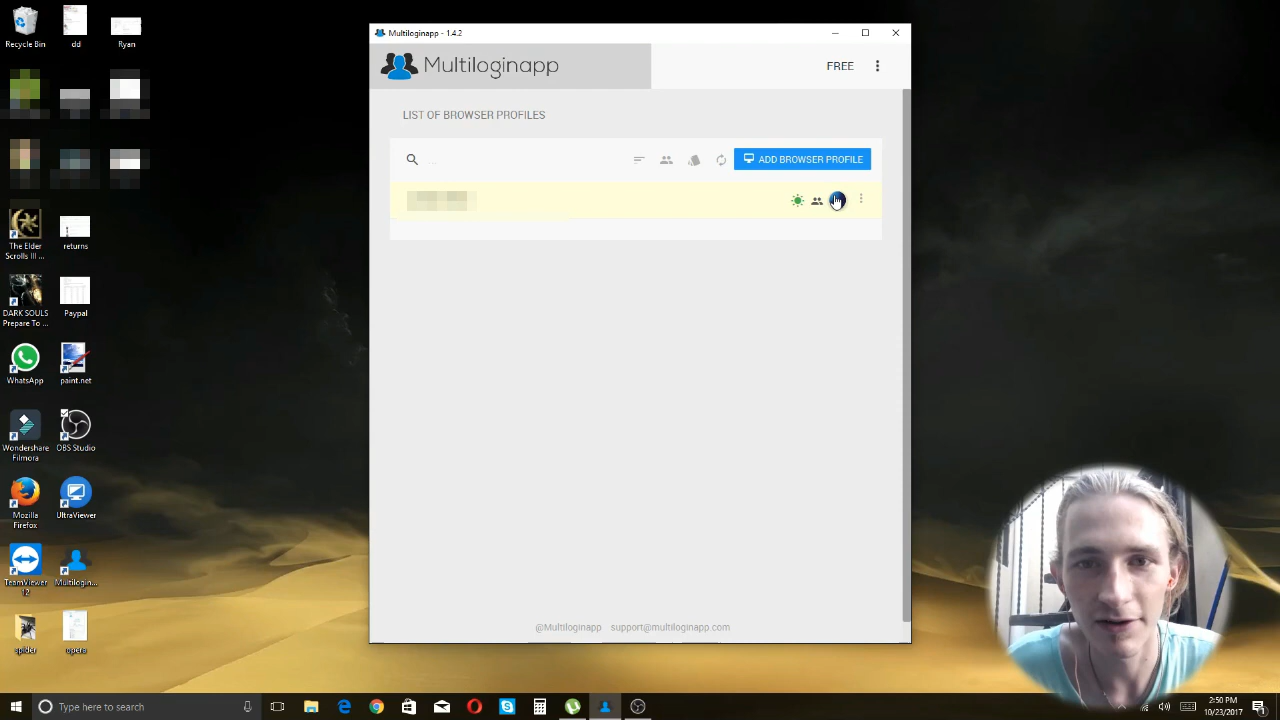 Recycle Bin
dd
Ryan
The Elder
Scrolls III ...
returns
DARK SOULS
Prepare To ...
Paypal
WhatsApp
paint.net
Wondershare
Filmora
OBS Studio
Mozilla
Firefox
UltraViewer
TeamViewer
12
Multilogin...
spider
opera
Multiloginapp - 1.4.2
Multiloginapp
FREE
LIST OF BROWSER PROFILES
ADD BROWSER PROFILE
@Multiloginapp support@multiloginapp.com
Type here to search
2:50 PM
10/23/2017